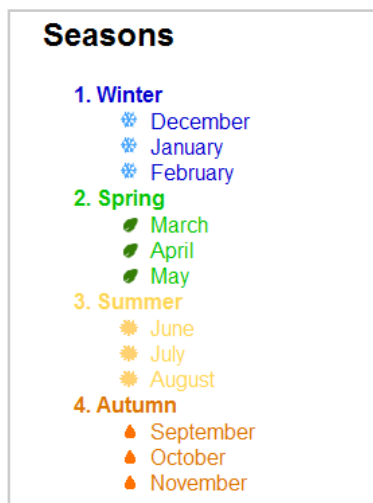 Seasons
1. Winter
December
January
February
2. Spring
March
April
May
3. Summer
June
July
August
4. Autumn
September
October
November